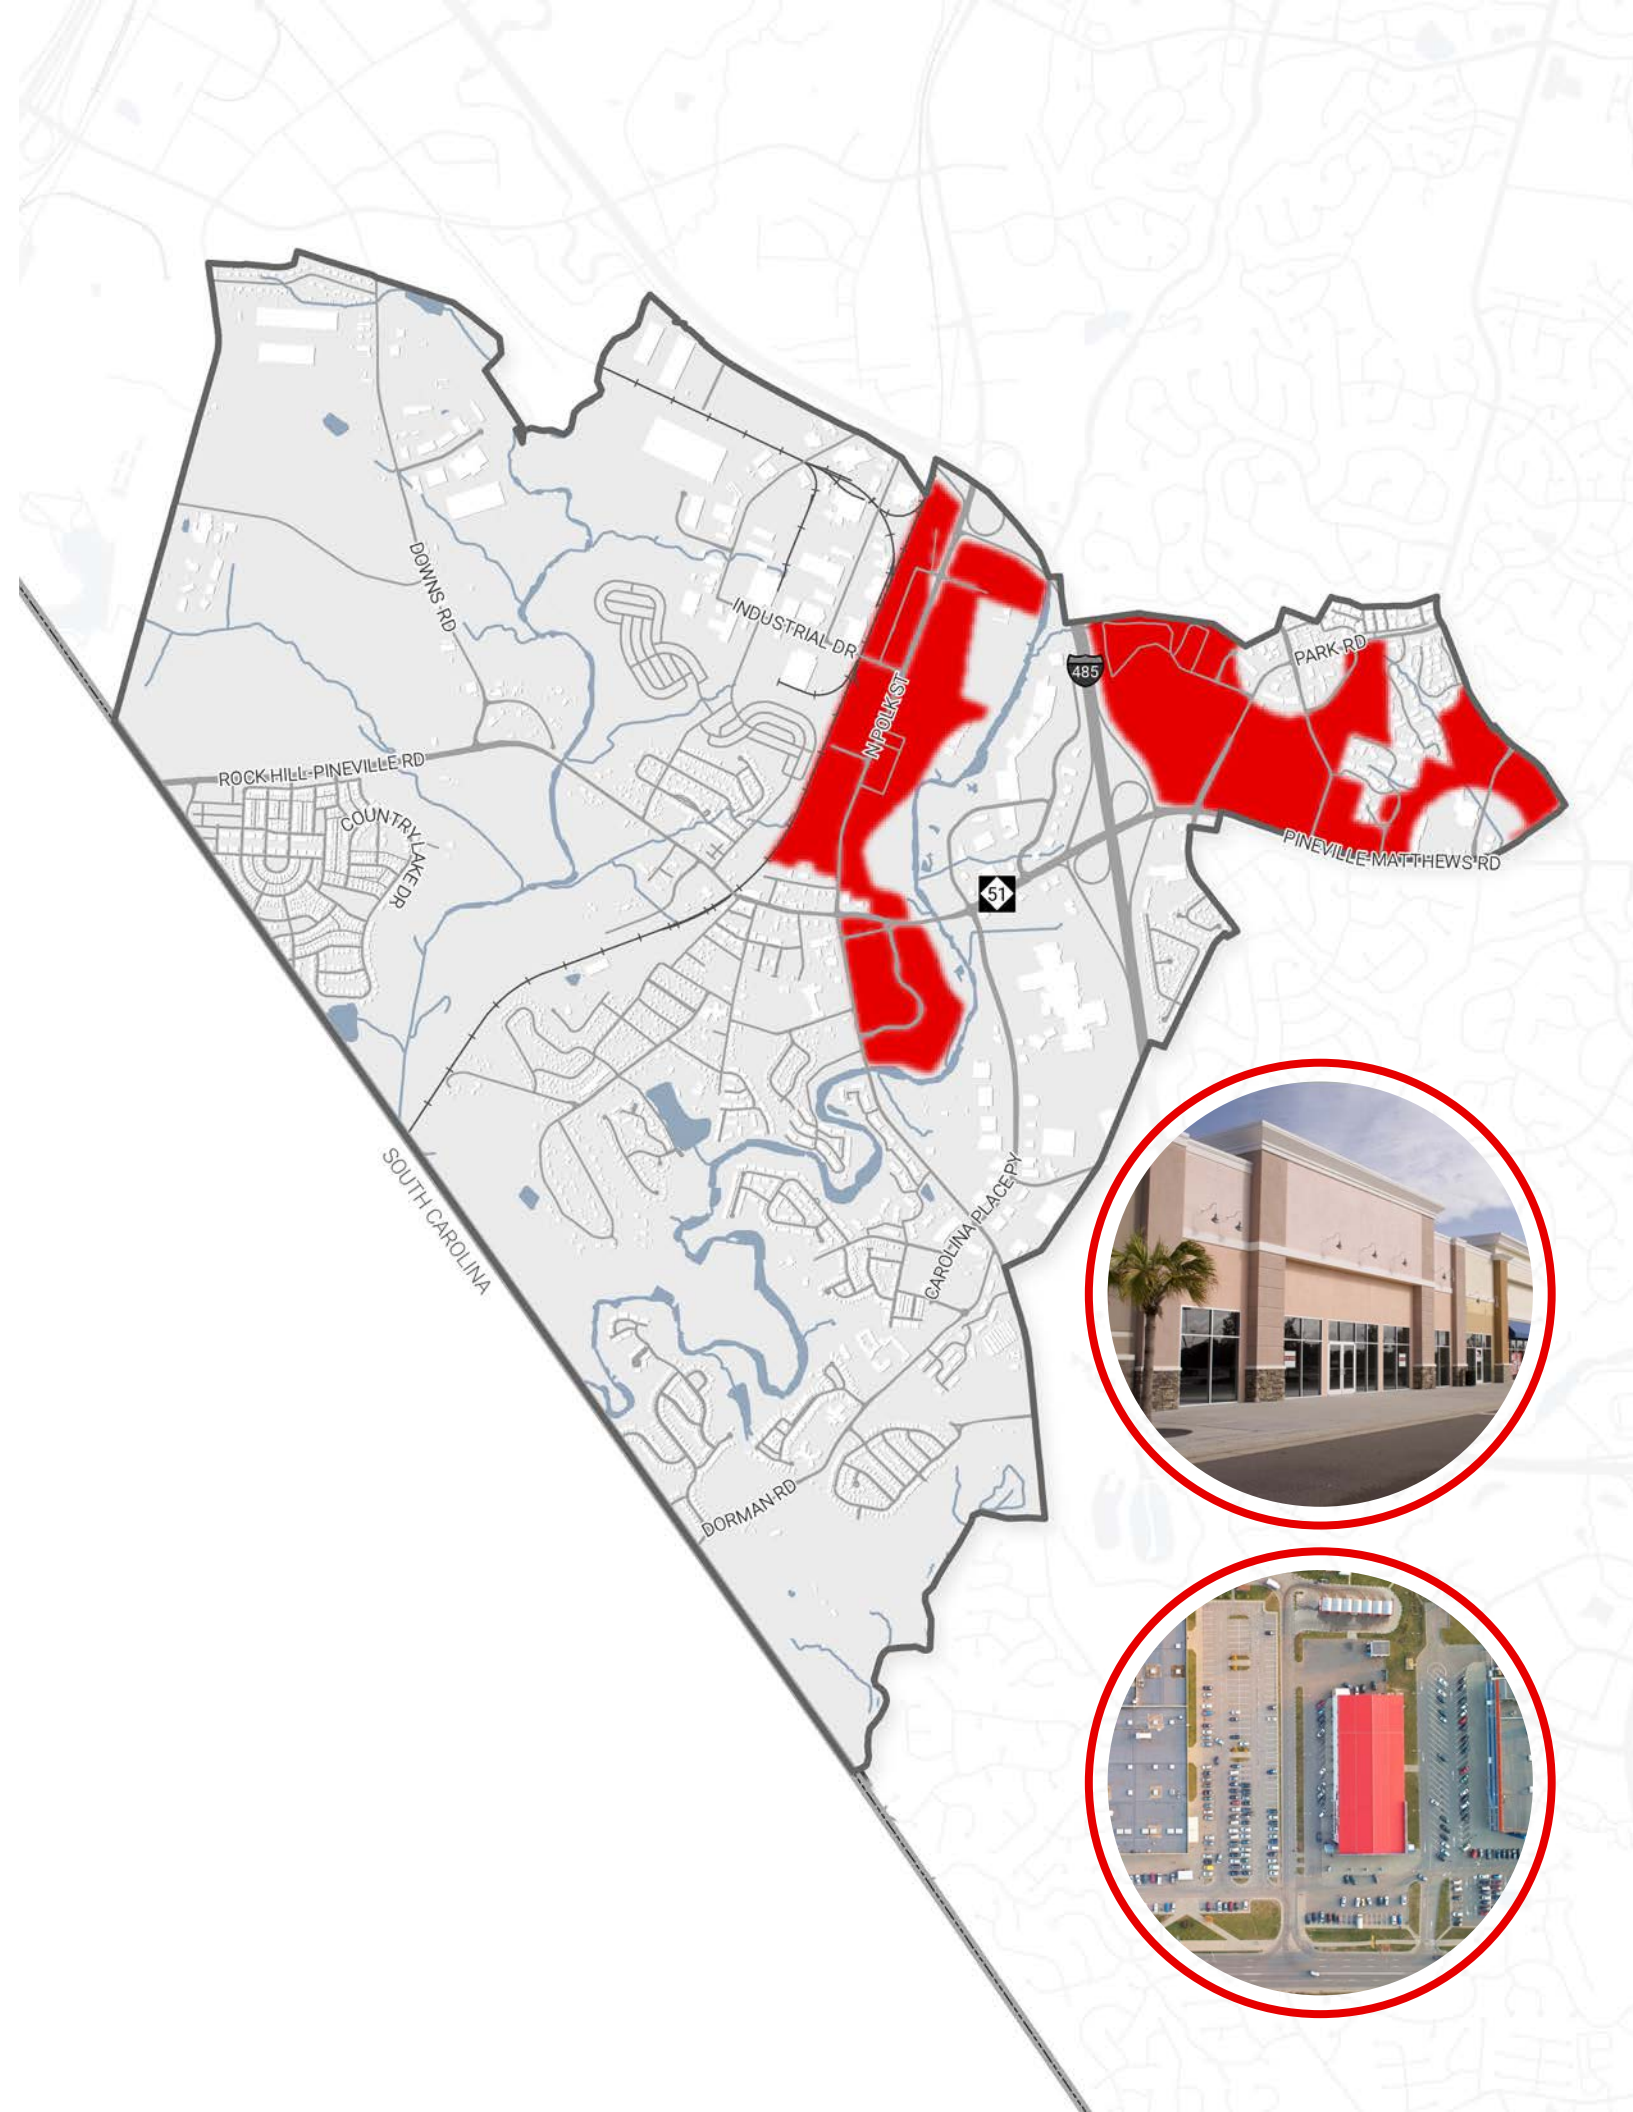 DOWNS RD
INDUSTRIAL DR
N POLK ST
485
PARK RD
ROCK HILL-PINEVILLE RD
COUNTRY LAKE DR
PINEVILLE-MATTHEWS RD
51
SOUTH CAROLINA
CAROLINA PLACE PY
DORMAN RD